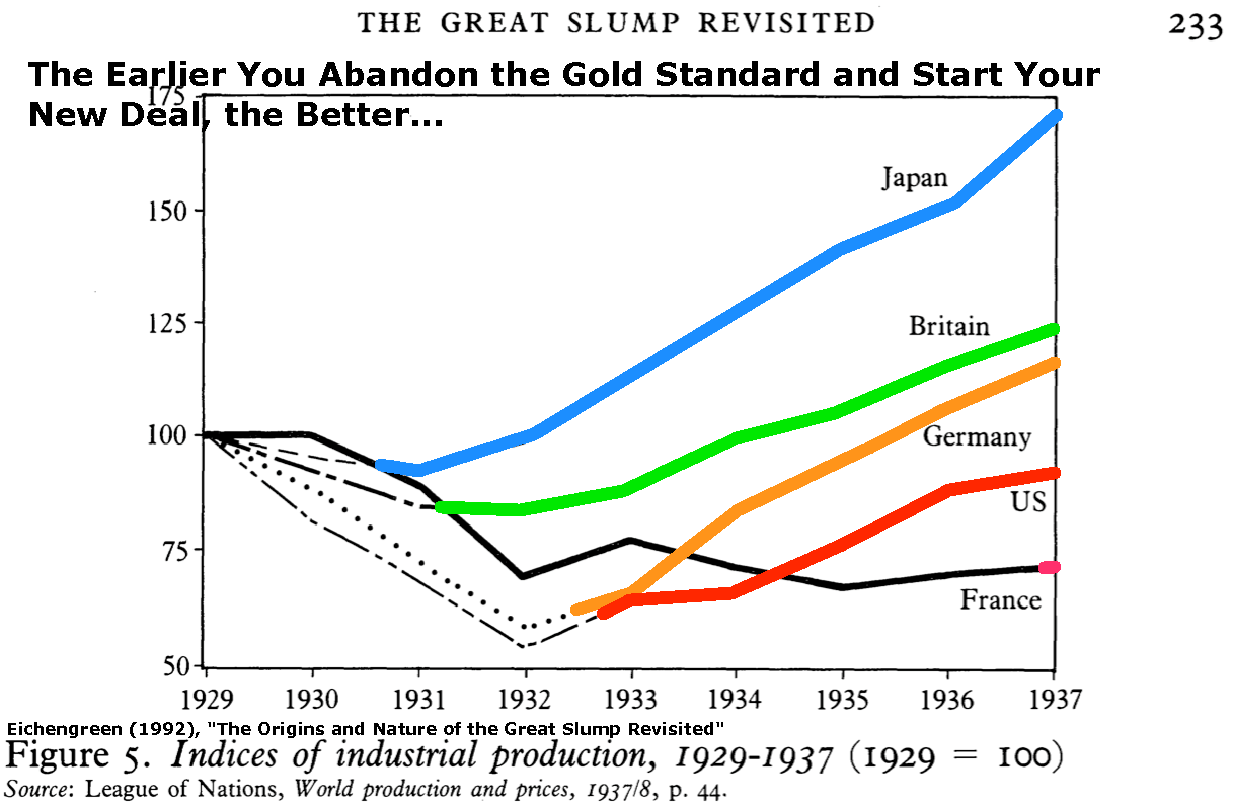 THE GREAT SLUMP REVISITED 233
The Earlier You Abandon the Gold Standard and Start Your
New Deal, the Better...
175
150
125
100
75
50
Japan
Britain
Germany
US
France
1929 1930 1931 1932 1933 1934 1935 1936 1937
Eichengreen (1992), "The Origins and Nature of the Great Slump Revisited"
Figure 5. Indices of industrial production, 1929-1937 (1929 = 100)
Source: League of Nations, World production and prices, 1937/8, p. 44.